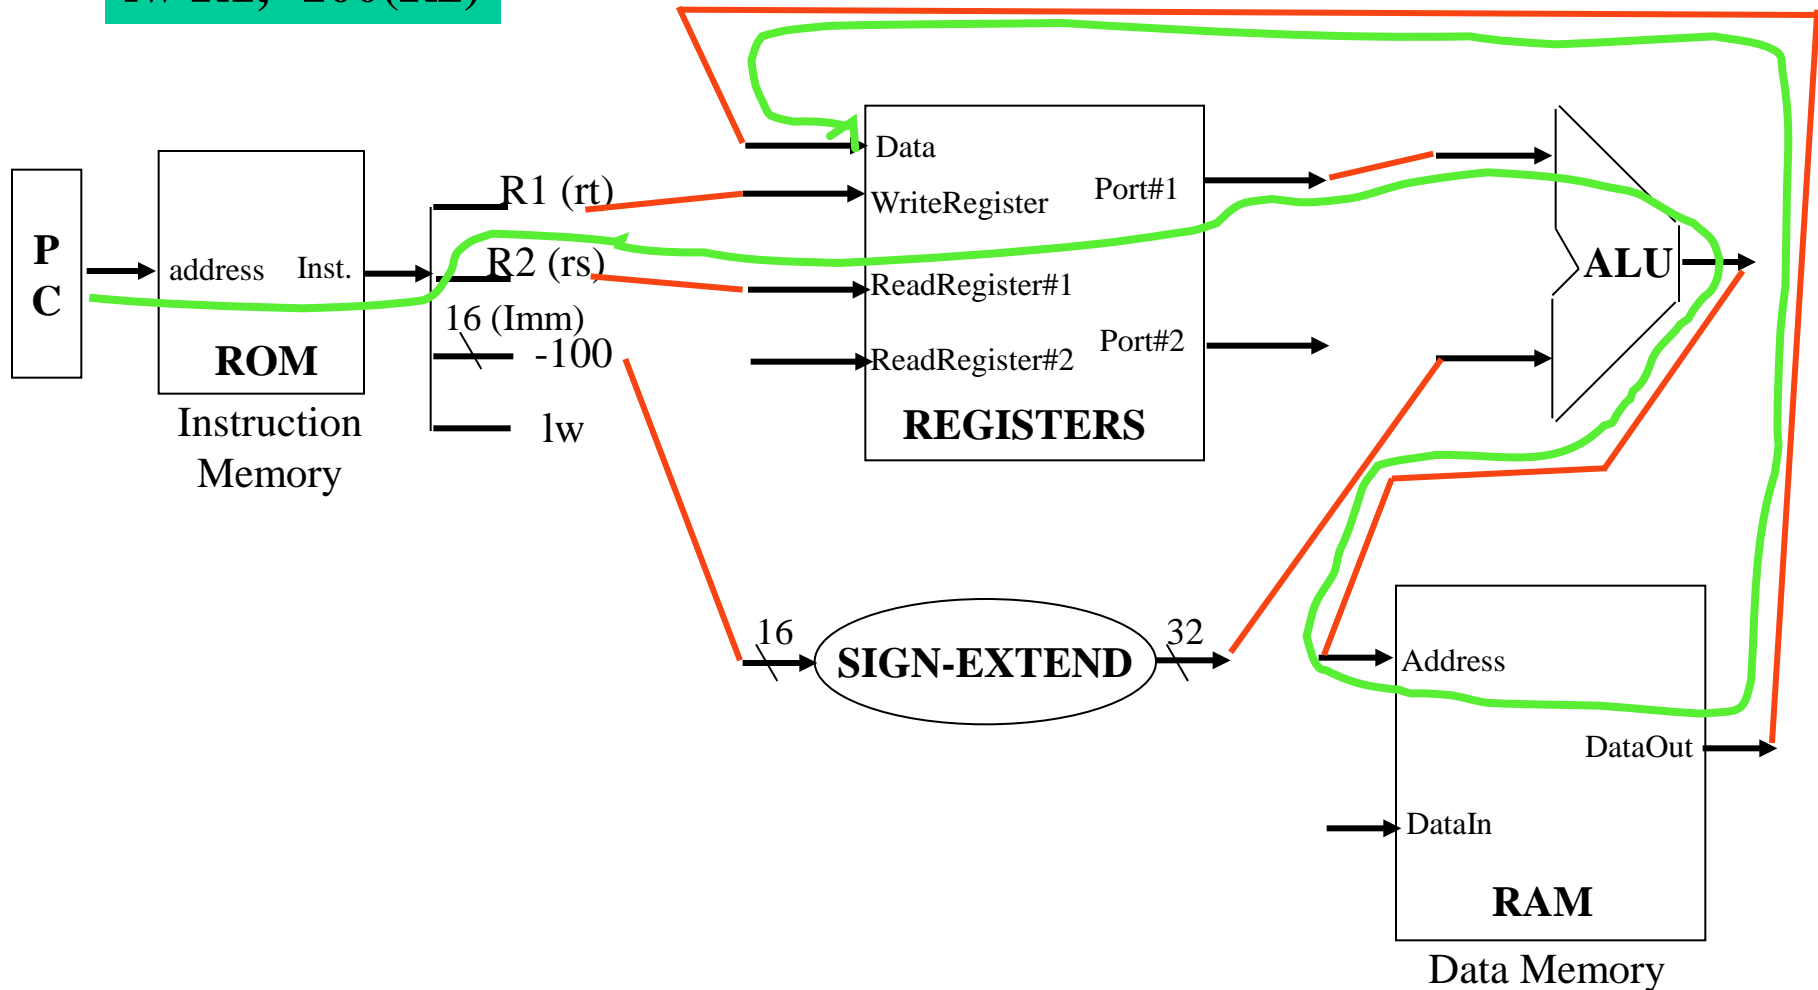 R1 (rt)
R2 (rs)
16 (Imm)
-100
lw
P
C
address
Inst.
ROM
Instruction
Memory
Data
WriteRegister
Port#1
ReadRegister#1
ReadRegister#2
Port#2
REGISTERS
ALU
16
SIGN-EXTEND
32
Address
DataOut
DataIn
RAM
Data Memory